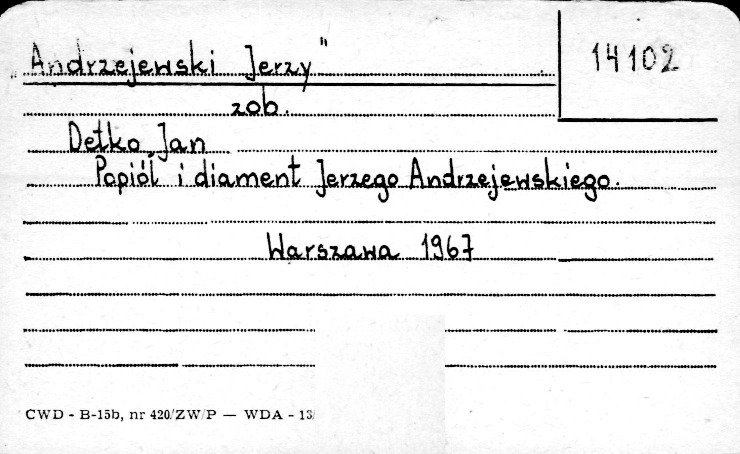 „Andrzejewski Jerzy”
14102
zob.
Detko Jan
Popiół i diament Jerzego Andrzejewskiego.
Warszawa 1967
CWD - B-15b, nr 420/ZW/P — WDA - 13/